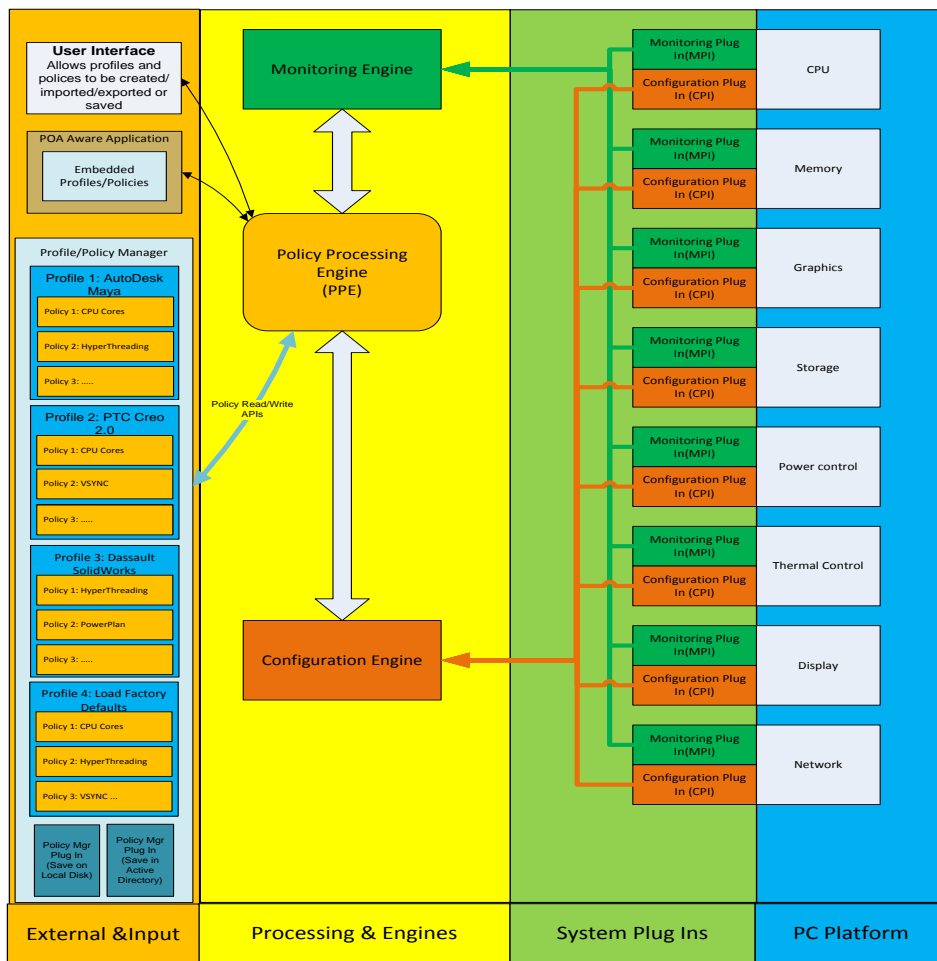 User Interface
Allows profiles and
polices to be created/
imported/exported or
saved
POA Aware Application
Embedded
Profiles/Policies
Profile/Policy Manager
Profile 1: AutoDesk
Maya
Policy 1: CPU Cores
Policy 2: HyperThreading
Policy 3: .....
Profile 2: PTC Creo
2.0
Policy 1: CPU Cores
Policy 2: VSYNC
Policy 3: .....
Profile 3: Dassault
SolidWorks
Policy 1: HyperThreading
Policy 2: PowerPlan
Policy 3: .....
Profile 4: Load Factory
Defaults
Policy 1: CPU Cores
Policy 2: HyperThreading
Policy 3: VSYNC ...
Policy Mgr
Plug In
(Save on
Local Disk)
Policy Mgr
Plug In
(Save in
Active
Directory)
External &Input
Monitoring Engine
Policy Processing
Engine
(PPE)
Policy Read/Write
APIs
Configuration Engine
Processing & Engines
Monitoring Plug
In(MPI)
Configuration Plug
In (CPI)
CPU
Monitoring Plug
In(MPI)
Configuration Plug
In (CPI)
Memory
Monitoring Plug
In(MPI)
Configuration Plug
In (CPI)
Graphics
Monitoring Plug
In(MPI)
Configuration Plug
In (CPI)
Storage
Monitoring Plug
In(MPI)
Configuration Plug
In (CPI)
Power control
Monitoring Plug
In(MPI)
Configuration Plug
In (CPI)
Thermal Control
Monitoring Plug
In(MPI)
Configuration Plug
In (CPI)
Display
Monitoring Plug
In(MPI)
Configuration Plug
In (CPI)
Network
System Plug Ins
PC Platform